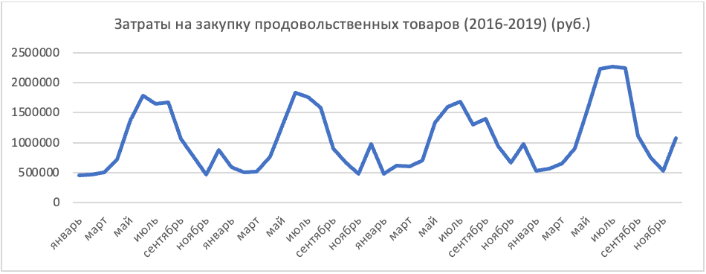 Затраты на закупку продовольственных товаров (2016-2019) (руб.)
2500000
2000000
1500000
1000000
500000
0
январь
март
май
июль
сентябрь
ноябрь
январь
март
май
июль
сентябрь
ноябрь
январь
март
май
июль
сентябрь
ноябрь
январь
март
май
июль
сентябрь
ноябрь